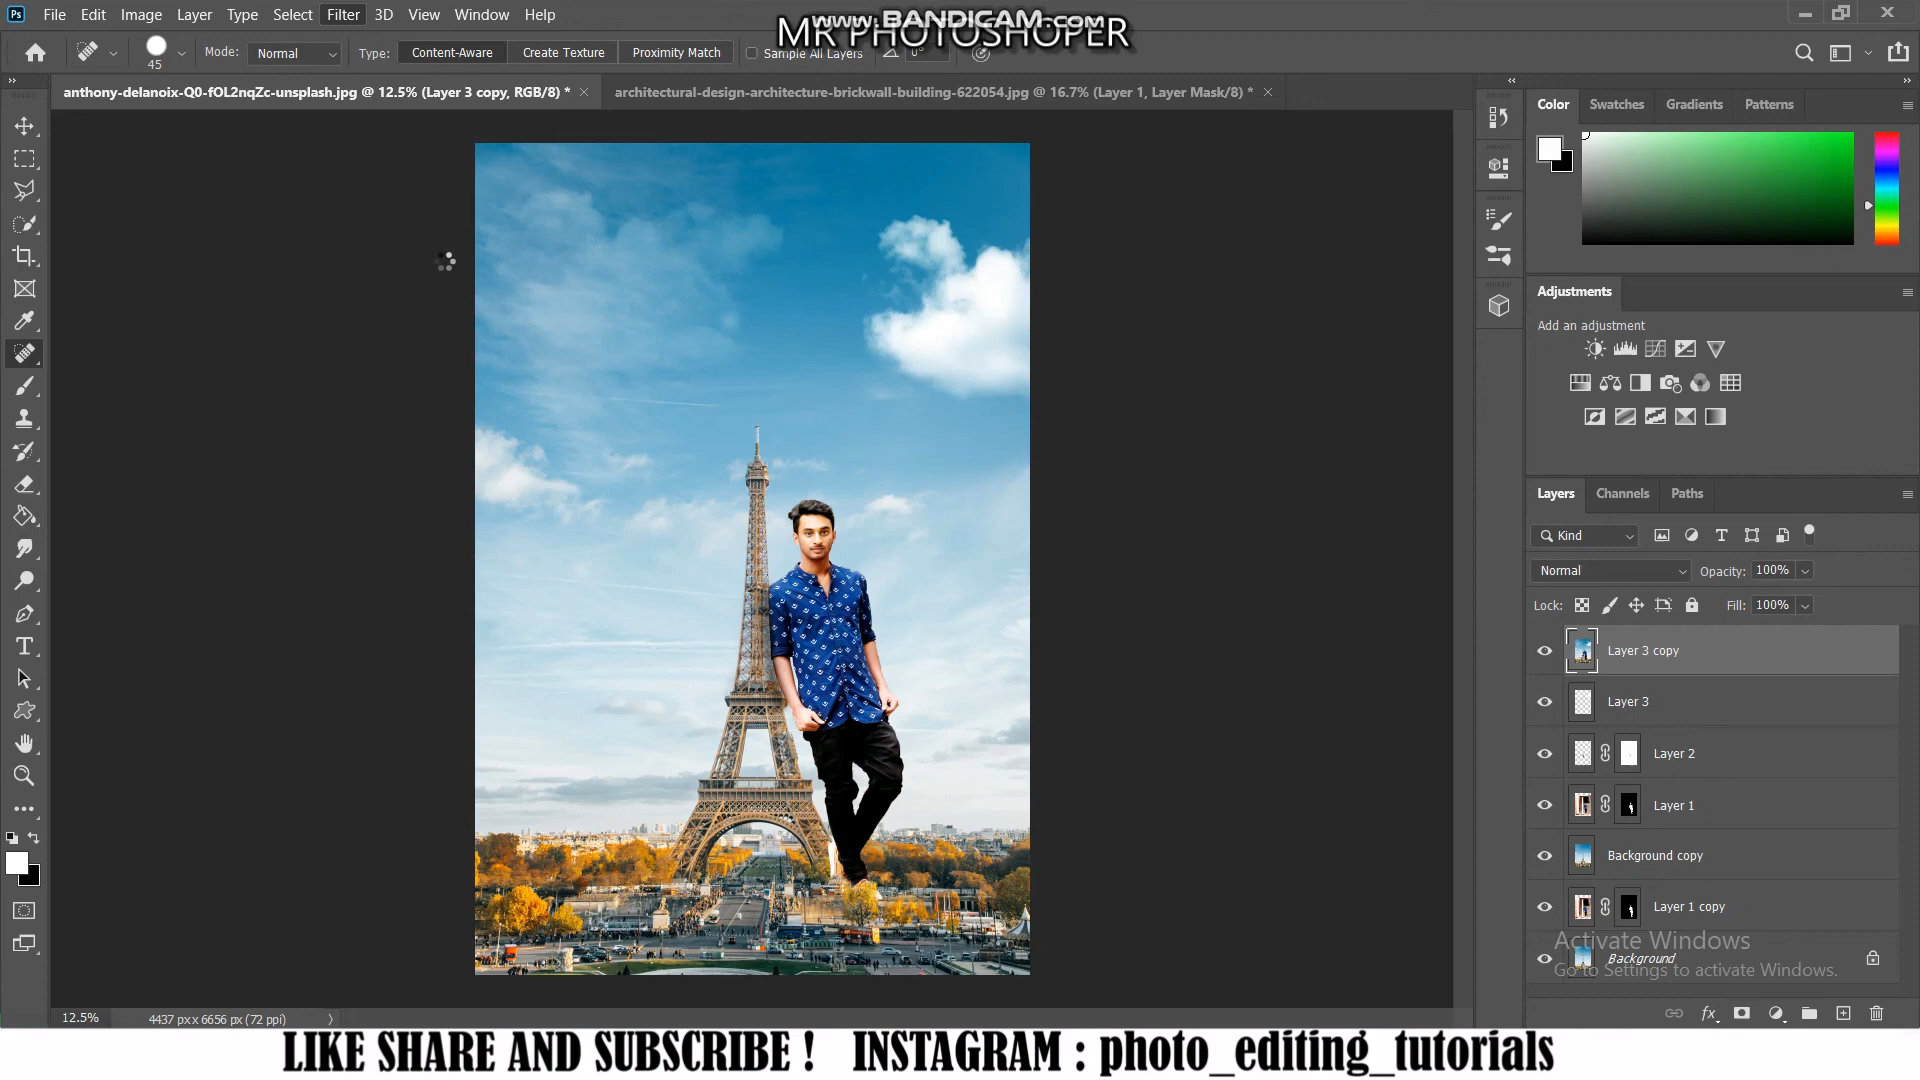 Ps File Edit Image Layer Type Select Filter 3D View Window Help
www.BANDICAM.com
MK PHOTOSHOPER
45 Mode: Normal Type: Content-Aware Create Texture Proximity Match Sample All Layers 0°
anthony-delanoix-Q0-fOL2nqZc-unsplash.jpg @ 12.5% (Layer 3 copy, RGB/8) * architectural-design-architecture-brickwall-building-622054.jpg @ 16.7% (Layer 1, Layer Mask/8) *
Color Swatches Gradients Patterns
Adjustments
Add an adjustment
Layers Channels Paths
Kind
Normal Opacity: 100%
Lock: Fill: 100%
Layer 3 copy
Layer 3
Layer 2
Layer 1
Background copy
Layer 1 copy
Activate Windows
Background
Go to Settings to activate Windows.
fx
12.5% 4437 px x 6656 px (72 ppi)
LIKE SHARE AND SUBSCRIBE ! INSTAGRAM : photo_editing_tutorials